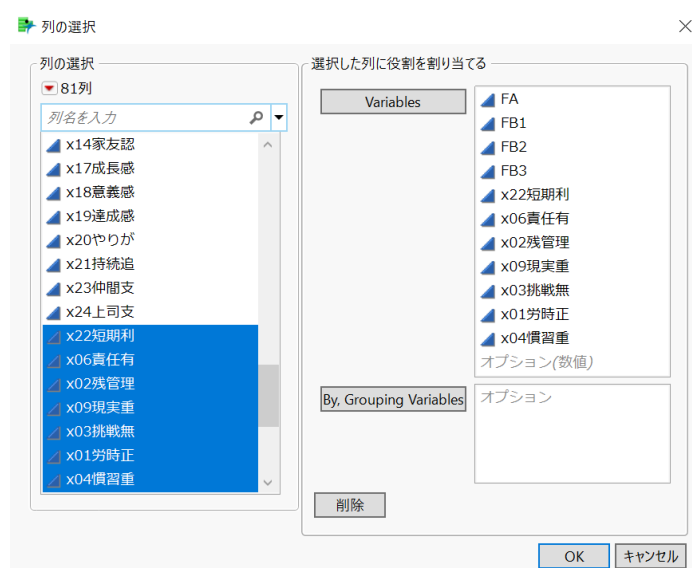 列の選択
列の選択
81列
列名を入力
x14家友認
x17成長感
x18意義感
x19達成感
x20やりが
x21持続追
x23仲間支
x24上司支
x22短期利
x06責任有
x02残管理
x09現実重
x03挑戦無
x01労時正
x04慣習重
選択した列に役割を割り当てる
Variables
FA
FB1
FB2
FB3
x22短期利
x06責任有
x02残管理
x09現実重
x03挑戦無
x01労時正
x04慣習重
オプション(数値)
By, Grouping Variables
オプション
削除
OK
キャンセル